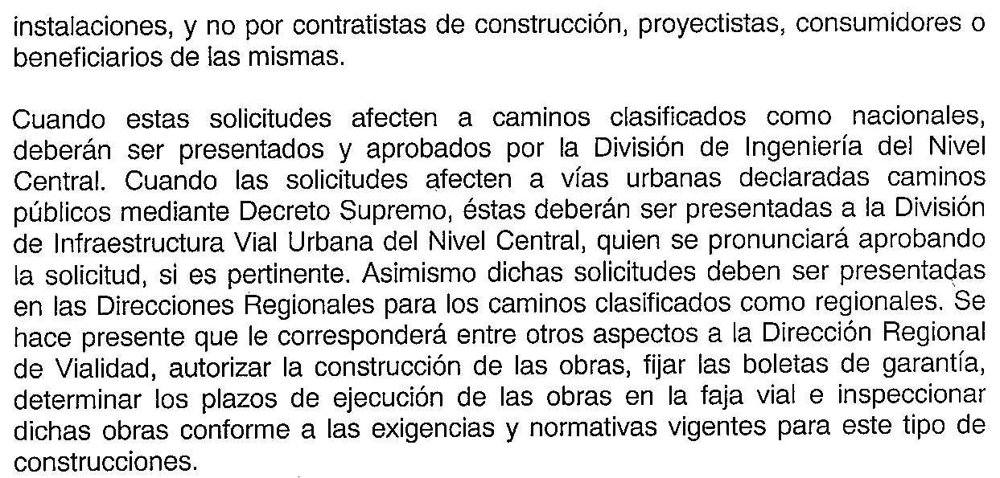 instalaciones, y no por contratistas de construcción, proyectistas, consumidores o
beneficiarios de las mismas.
Cuando estas solicitudes afecten a caminos clasificados como nacionales,
deberán ser presentados y aprobados por la División de Ingeniería del Nivel
Central. Cuando las solicitudes afecten a vías urbanas declaradas caminos
públicos mediante Decreto Supremo, éstas deberán ser presentadas a la División
de Infraestructura Vial Urbana del Nivel Central, quien se pronunciará aprobando
la solicitud, si es pertinente. Asimismo dichas solicitudes deben ser presentadas
en las Direcciones Regionales para los caminos clasificados como regionales. Se
hace presente que le corresponderá entre otros aspectos a la Dirección Regional
de Vialidad, autorizar la construcción de las obras, fijar las boletas de garantía,
determinar los plazos de ejecución de las obras en la faja vial e inspeccionar
dichas obras conforme a las exigencias y normativas vigentes para este tipo de
construcciones.